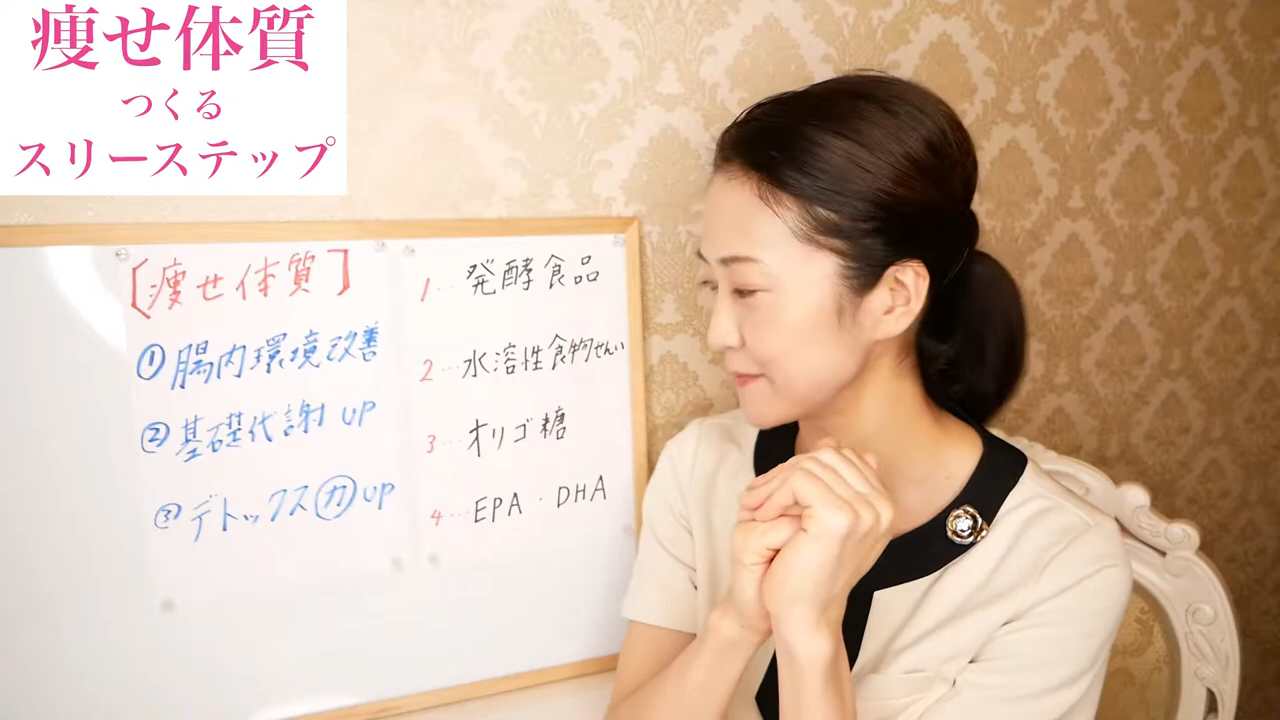 痩せ体質
つくる
スリーステップ
[痩せ体質]
①腸内環境改善
②基礎代謝UP
③デトックス力UP
1…発酵食品
2…水溶性食物せんい
3…オリゴ糖
4…EPA・DHA